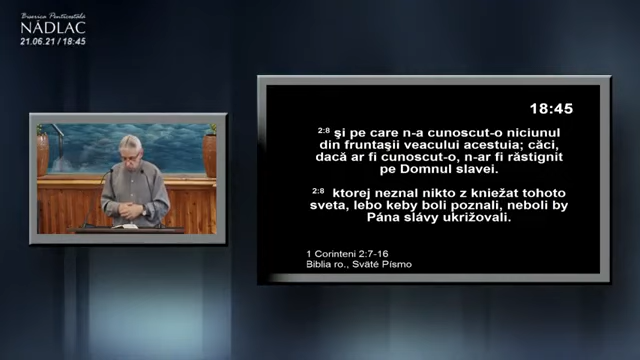 Biserica Penticostală
NĂDLAC
21.06.21 / 18:45
18:45
2:8 şi pe care n-a cunoscut-o niciunul
din fruntaşii veacului acestuia; căci,
dacă ar fi cunoscut-o, n-ar fi răstignit
pe Domnul slavei.
2:8 ktorej neznal nikto z kniežat tohoto
sveta, lebo keby boli poznali, neboli by
Pána slávy ukrižovali.
1 Corinteni 2:7-16
Biblia ro., Sväté Písmo